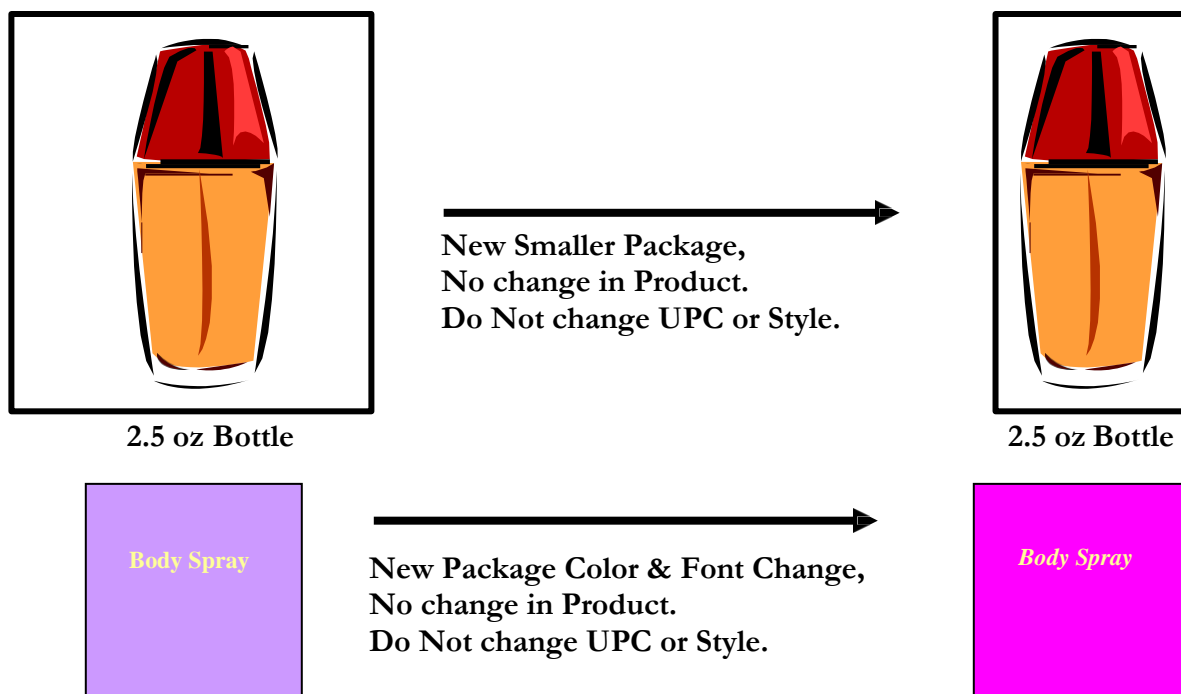 New Smaller Package,
No change in Product.
Do Not change UPC or Style.
2.5 oz Bottle
2.5 oz Bottle
Body Spray
New Package Color & Font Change,
No change in Product.
Do Not change UPC or Style.
Body Spray